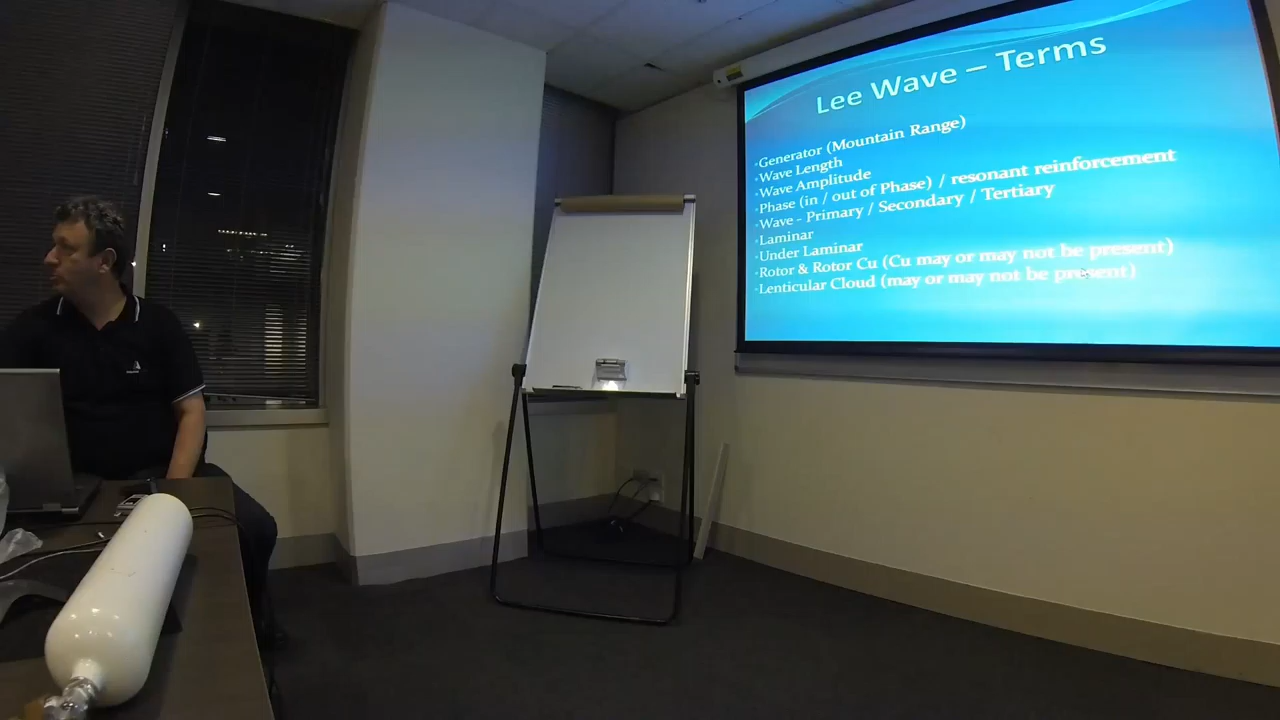 Lee Wave – Terms
•Generator (Mountain Range)
•Wave Length
•Wave Amplitude
•Phase (in / out of Phase) / resonant reinforcement
•Wave - Primary / Secondary / Tertiary
•Laminar
•Under Laminar
•Rotor & Rotor Cu (Cu may or may not be present)
•Lenticular Cloud (may or may not be present)